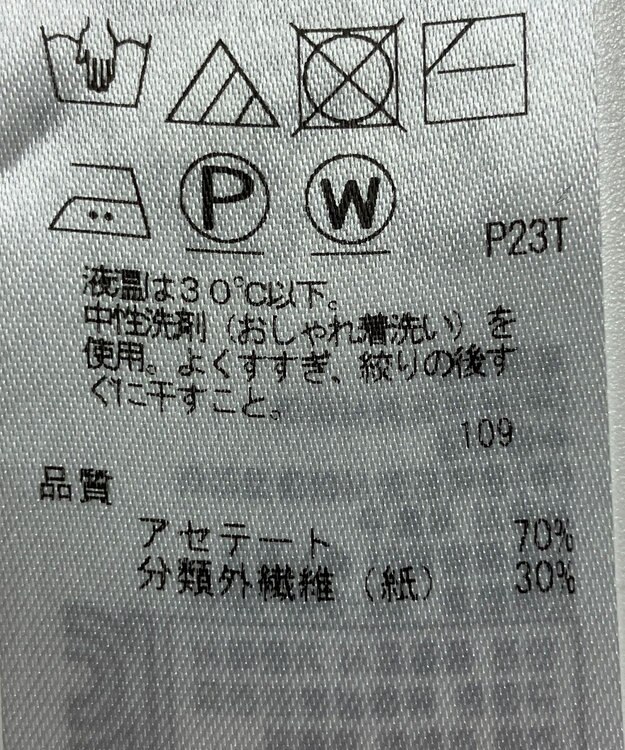 P
W
P23T
液温は30℃以下。
中性洗剤（おしゃれ着洗い）を
使用。よくすすぎ、絞りの後す
ぐに干すこと。
109
品質
アセテート 70%
分類外繊維（紙） 30%